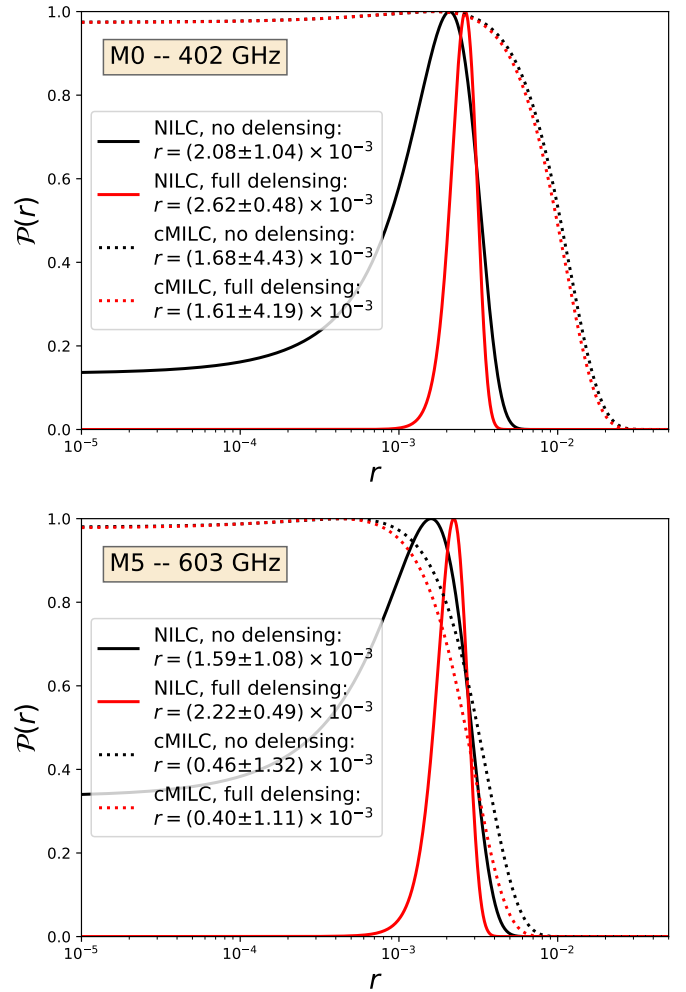 M0 -- 402 GHz
NILC, no delensing:
r = (2.08±1.04) × 10⁻³
NILC, full delensing:
r = (2.62±0.48) × 10⁻³
cMILC, no delensing:
r = (1.68±4.43) × 10⁻³
cMILC, full delensing:
r = (1.61±4.19) × 10⁻³
𝒫(r)
1.0
0.8
0.6
0.4
0.2
0.0
10⁻⁵ 10⁻⁴ 10⁻³ 10⁻²
r
M5 -- 603 GHz
NILC, no delensing:
r = (1.59±1.08) × 10⁻³
NILC, full delensing:
r = (2.22±0.49) × 10⁻³
cMILC, no delensing:
r = (0.46±1.32) × 10⁻³
cMILC, full delensing:
r = (0.40±1.11) × 10⁻³
𝒫(r)
1.0
0.8
0.6
0.4
0.2
0.0
10⁻⁵ 10⁻⁴ 10⁻³ 10⁻²
r